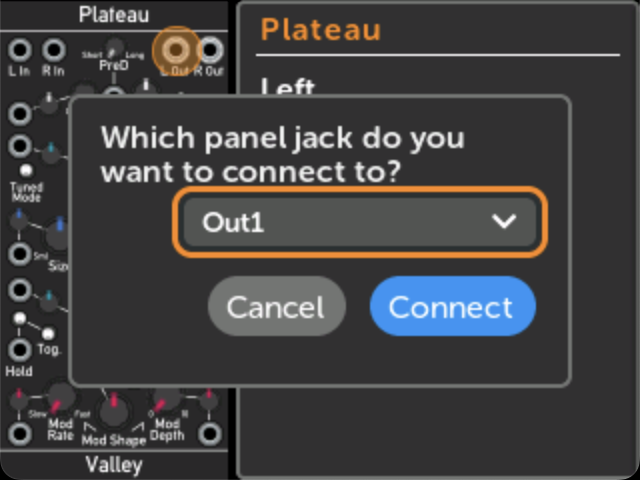 Plateau
L In
R In
Short
Long
PreD
L Out
R Out
Tuned
Mode
Sml
Siz
Tog.
Hold
Slow
Fast
Mod
Rate
Mod Shape
0
N
Mod
Depth
Valley
Plateau
Left
Which panel jack do you
want to connect to?
Out1
Cancel
Connect